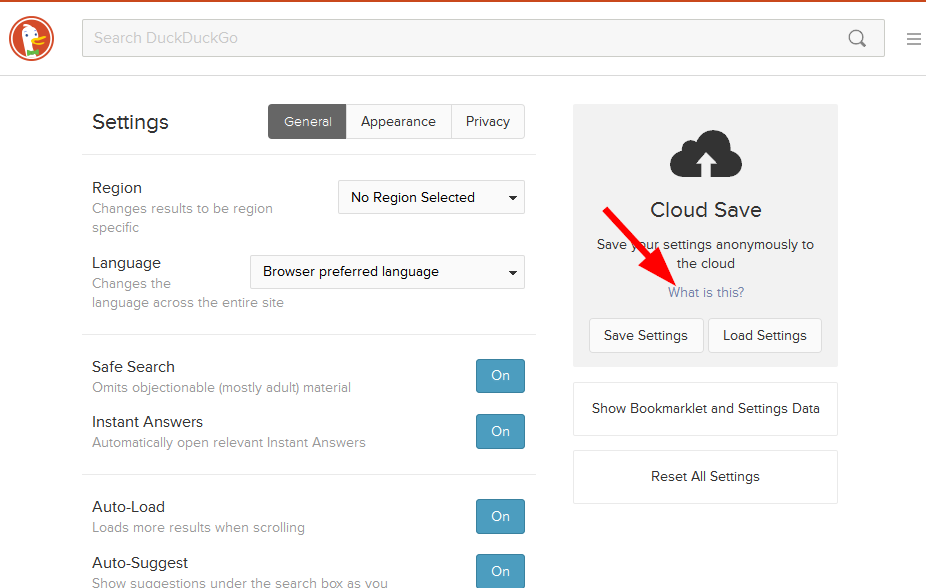 Search DuckDuckGo
Settings
General
Appearance
Privacy
Region
Changes results to be region
specific
No Region Selected
Language
Changes the
language across the entire site
Browser preferred language
Safe Search
Omits objectionable (mostly adult) material
On
Instant Answers
Automatically open relevant Instant Answers
On
Auto-Load
Loads more results when scrolling
On
Auto-Suggest
Show suggestions under the search box as you
On
Cloud Save
Save your settings anonymously to
the cloud
What is this?
Save Settings
Load Settings
Show Bookmarklet and Settings Data
Reset All Settings